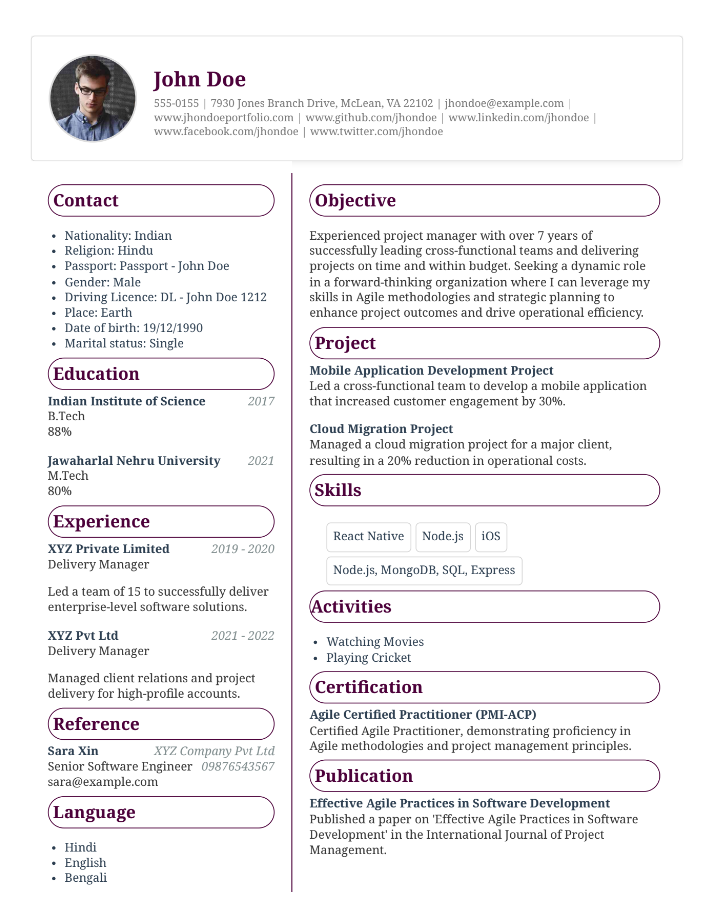 John Doe
555-0155 | 7930 Jones Branch Drive, McLean, VA 22102 | jhondoe@example.com |
www.jhondoeportfolio.com | www.github.com/jhondoe | www.linkedin.com/jhondoe |
www.facebook.com/jhondoe | www.twitter.com/jhondoe
Contact
• Nationality: Indian
• Religion: Hindu
• Passport: Passport - John Doe
• Gender: Male
• Driving Licence: DL - John Doe 1212
• Place: Earth
• Date of birth: 19/12/1990
• Marital status: Single
Education
Indian Institute of Science 2017
B.Tech
88%
Jawaharlal Nehru University 2021
M.Tech
80%
Experience
XYZ Private Limited 2019 - 2020
Delivery Manager
Led a team of 15 to successfully deliver
enterprise-level software solutions.
XYZ Pvt Ltd 2021 - 2022
Delivery Manager
Managed client relations and project
delivery for high-profile accounts.
Reference
Sara Xin XYZ Company Pvt Ltd
Senior Software Engineer 09876543567
sara@example.com
Language
• Hindi
• English
• Bengali
Objective
Experienced project manager with over 7 years of
successfully leading cross-functional teams and delivering
projects on time and within budget. Seeking a dynamic role
in a forward-thinking organization where I can leverage my
skills in Agile methodologies and strategic planning to
enhance project outcomes and drive operational efficiency.
Project
Mobile Application Development Project
Led a cross-functional team to develop a mobile application
that increased customer engagement by 30%.
Cloud Migration Project
Managed a cloud migration project for a major client,
resulting in a 20% reduction in operational costs.
Skills
React Native Node.js iOS
Node.js, MongoDB, SQL, Express
Activities
• Watching Movies
• Playing Cricket
Certification
Agile Certified Practitioner (PMI-ACP)
Certified Agile Practitioner, demonstrating proficiency in
Agile methodologies and project management principles.
Publication
Effective Agile Practices in Software Development
Published a paper on 'Effective Agile Practices in Software
Development' in the International Journal of Project
Management.